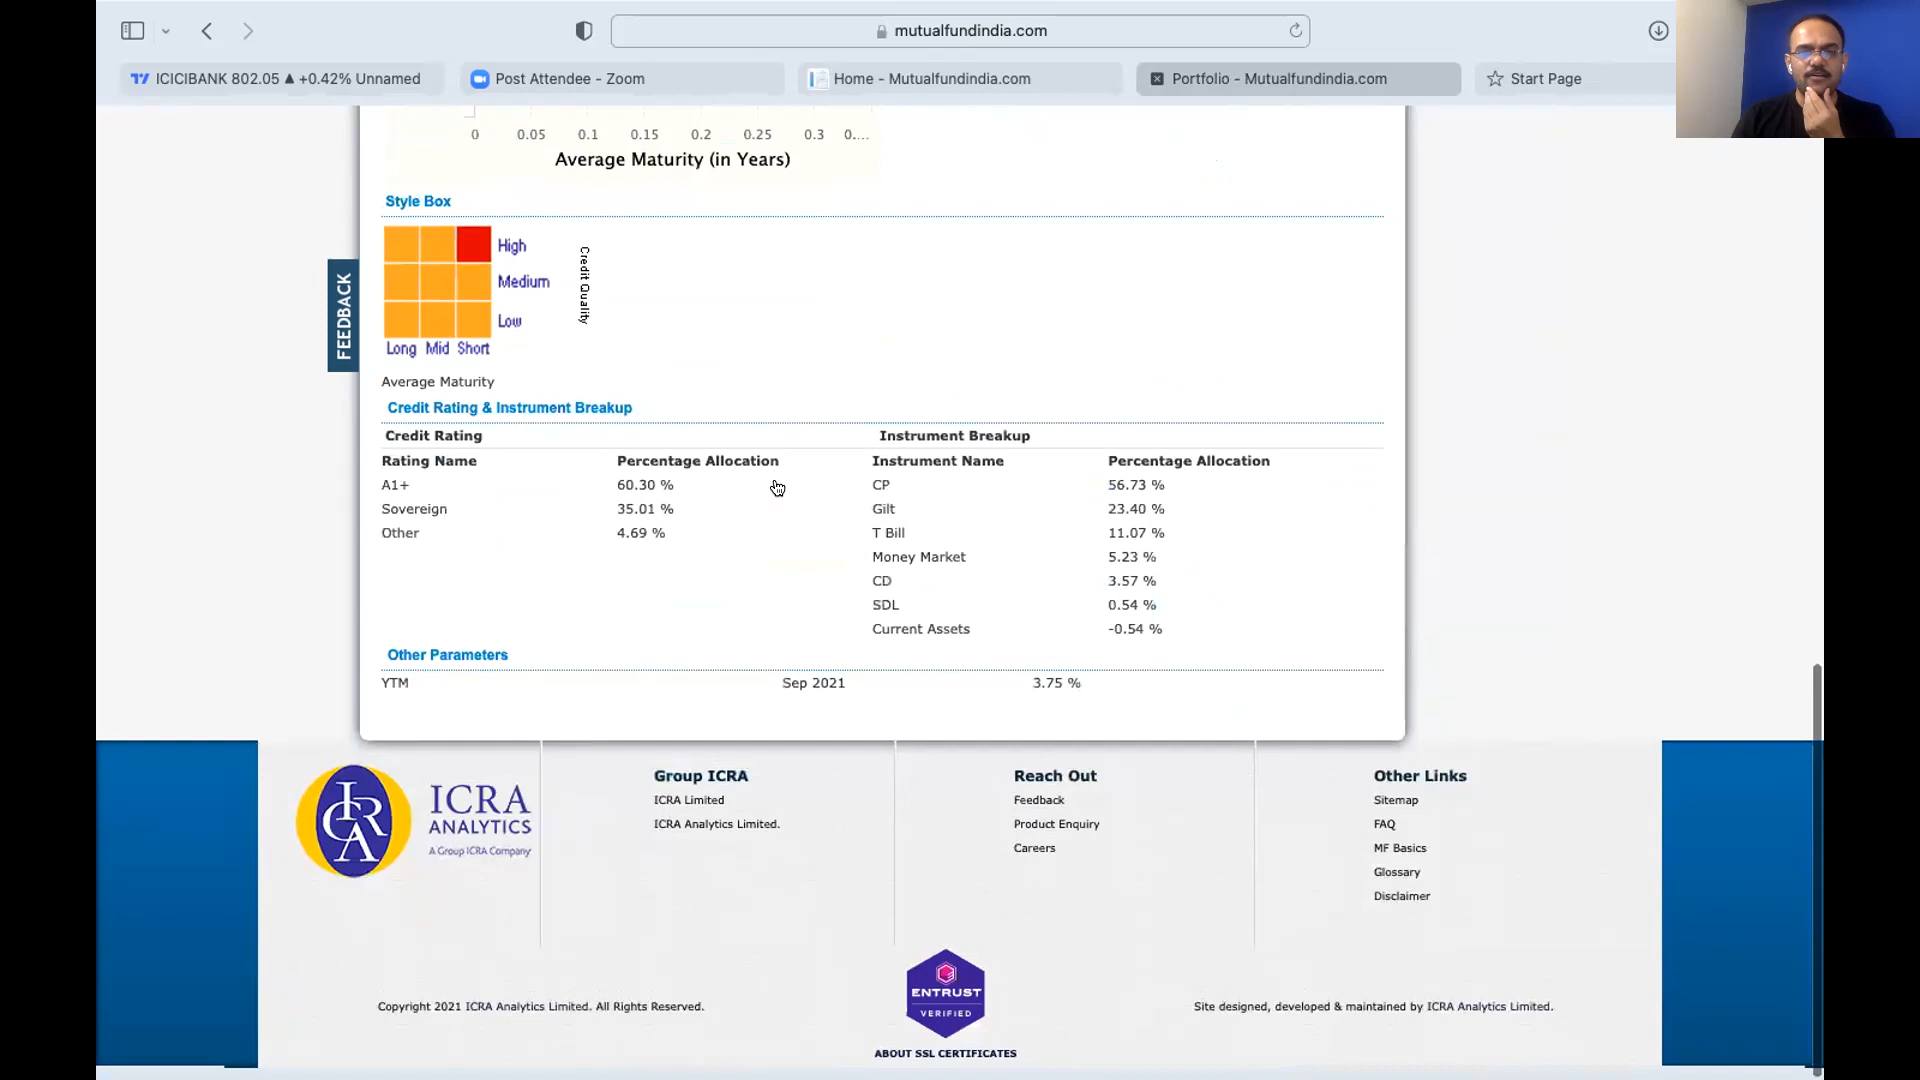 mutualfundindia.com
ICICIBANK 802.05 ▲ +0.42% Unnamed
Post Attendee - Zoom
Home - Mutualfundindia.com
Portfolio - Mutualfundindia.com
Start Page
0 0.05 0.1 0.15 0.2 0.25 0.3 0....
Average Maturity (in Years)
Style Box
High
Medium
Low
Credit Quality
Long Mid Short
FEEDBACK
Average Maturity
Credit Rating & Instrument Breakup
Credit Rating Instrument Breakup
Rating Name Percentage Allocation Instrument Name Percentage Allocation
A1+ 60.30 % CP 56.73 %
Sovereign 35.01 % Gilt 23.40 %
Other 4.69 % T Bill 11.07 %
Money Market 5.23 %
CD 3.57 %
SDL 0.54 %
Current Assets -0.54 %
Other Parameters
YTM Sep 2021 3.75 %
ICRA
ICRA
ANALYTICS
A Group ICRA Company
Group ICRA
ICRA Limited
ICRA Analytics Limited.
Reach Out
Feedback
Product Enquiry
Careers
Other Links
Sitemap
FAQ
MF Basics
Glossary
Disclaimer
Copyright 2021 ICRA Analytics Limited. All Rights Reserved.
ENTRUST
VERIFIED
ABOUT SSL CERTIFICATES
Site designed, developed & maintained by ICRA Analytics Limited.